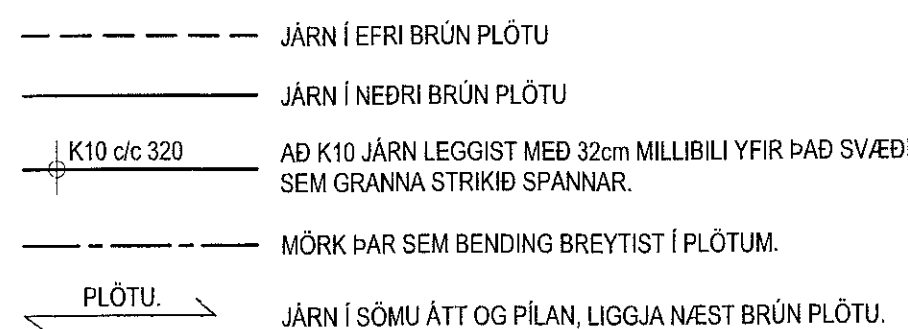 JÁRN Í EFRI BRÚN PLÖTU
JÁRN Í NEÐRI BRÚN PLÖTU
K10 c/c 320
AÐ K10 JÁRN LEGGIST MEÐ 32cm MILLIBILI YFIR ÞAÐ SVÆÐI
SEM GRANNA STRIKIÐ SPANNAR.
MÖRK ÞAR SEM BENDING BREYTIST Í PLÖTUM.
PLÖTU.
JÁRN Í SÖMU ÁTT OG PÍLAN, LIGGJA NÆST BRÚN PLÖTU.